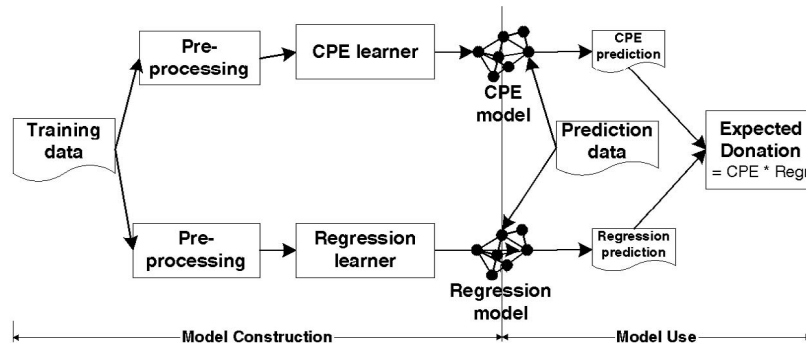 Pre-
processing
CPE learner
CPE
model
CPE
prediction
Training
data
Prediction
data
Expected
Donation
= CPE * Regr
Pre-
processing
Regression
learner
Regression
model
Regression
prediction
Model Construction
Model Use